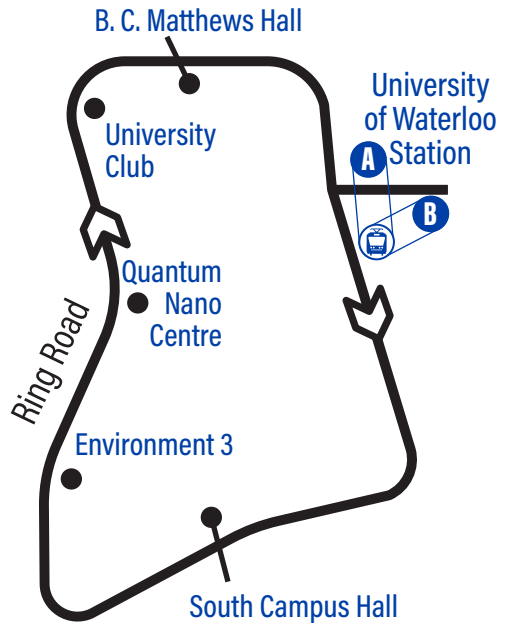 B. C. Matthews Hall
University
of Waterloo
Station
A
B
University
Club
Quantum
Nano
Centre
Ring Road
Environment 3
South Campus Hall